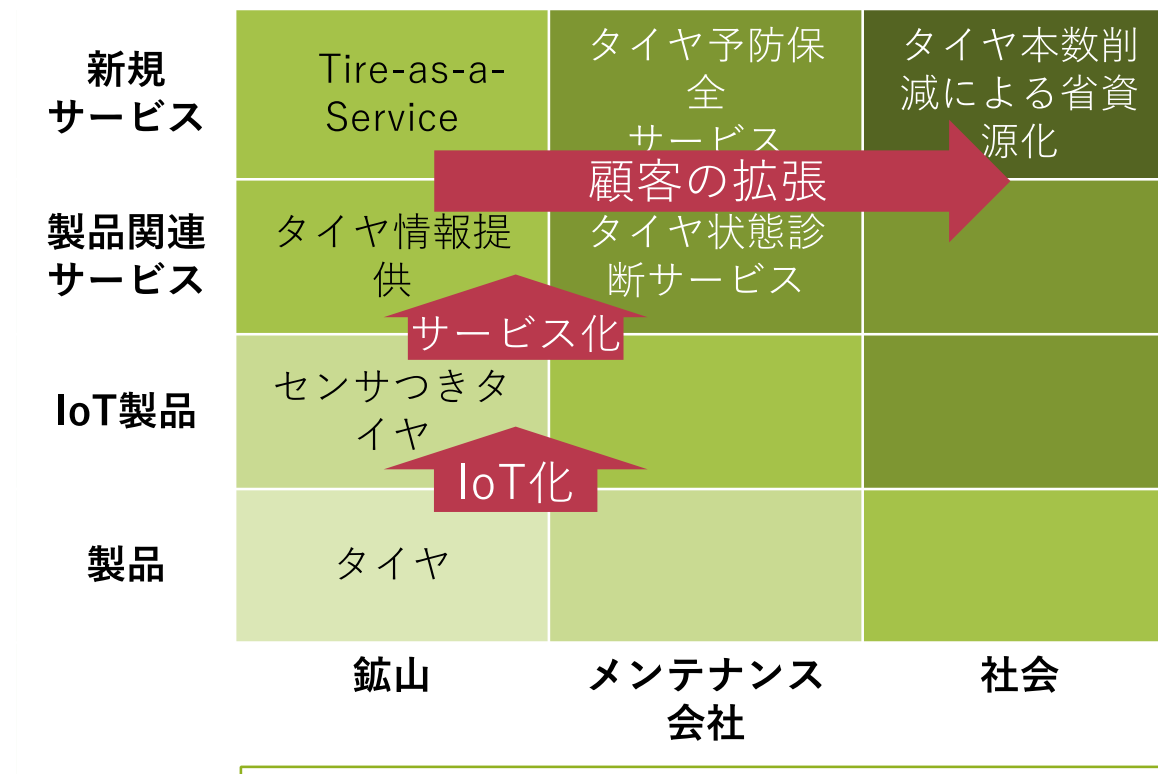 新規
サービス
Tire-as-a-
Service
タイヤ予防保
全
サービス
タイヤ本数削
減による省資
源化
顧客の拡張
製品関連
サービス
タイヤ情報提
供
タイヤ状態診
断サービス
サービス化
IoT製品
センサつきタ
イヤ
IoT化
製品
タイヤ
鉱山
メンテナンス
会社
社会